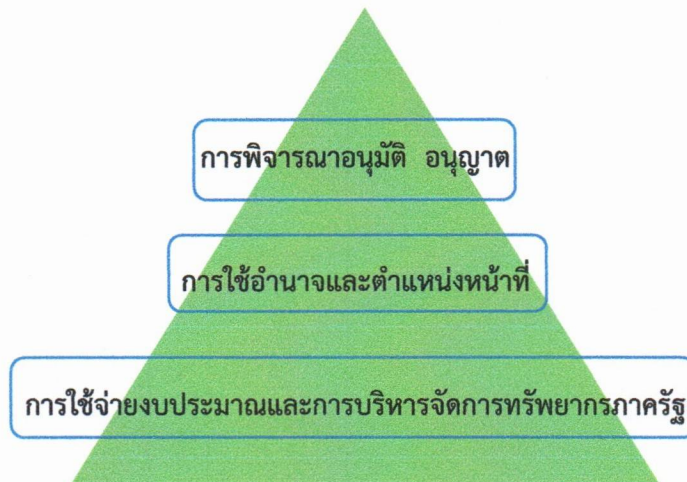 การพิจารณาอนุมัติ อนุญาต
การใช้อำนาจและตำแหน่งหน้าที่
การใช้จ่ายงบประมาณและการบริหารจัดการทรัพยากรภาครัฐ